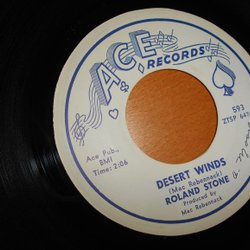 ACE
RECORDS
593
ZTSP
Ace Pub.,
BMI
Time: 2:06
DESERT WINDS
(Mac Rebennack)
ROLAND STONE
Produced by
Mac Rebennack